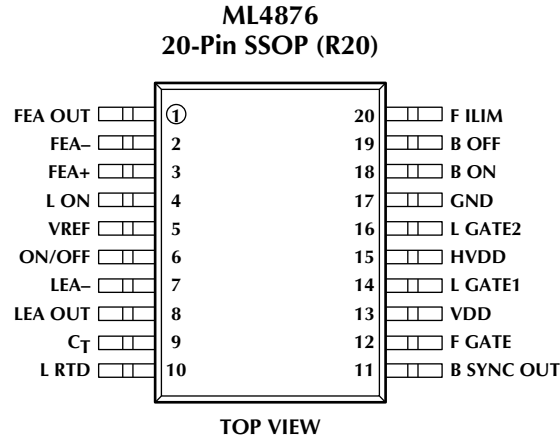 ML4876
20-Pin SSOP (R20)
FEA OUT 1 20 F ILIM
FEA– 2 19 B OFF
FEA+ 3 18 B ON
L ON 4 17 GND
VREF 5 16 L GATE2
ON/OFF 6 15 HVDD
LEA– 7 14 L GATE1
LEA OUT 8 13 VDD
CT 9 12 F GATE
L RTD 10 11 B SYNC OUT
TOP VIEW